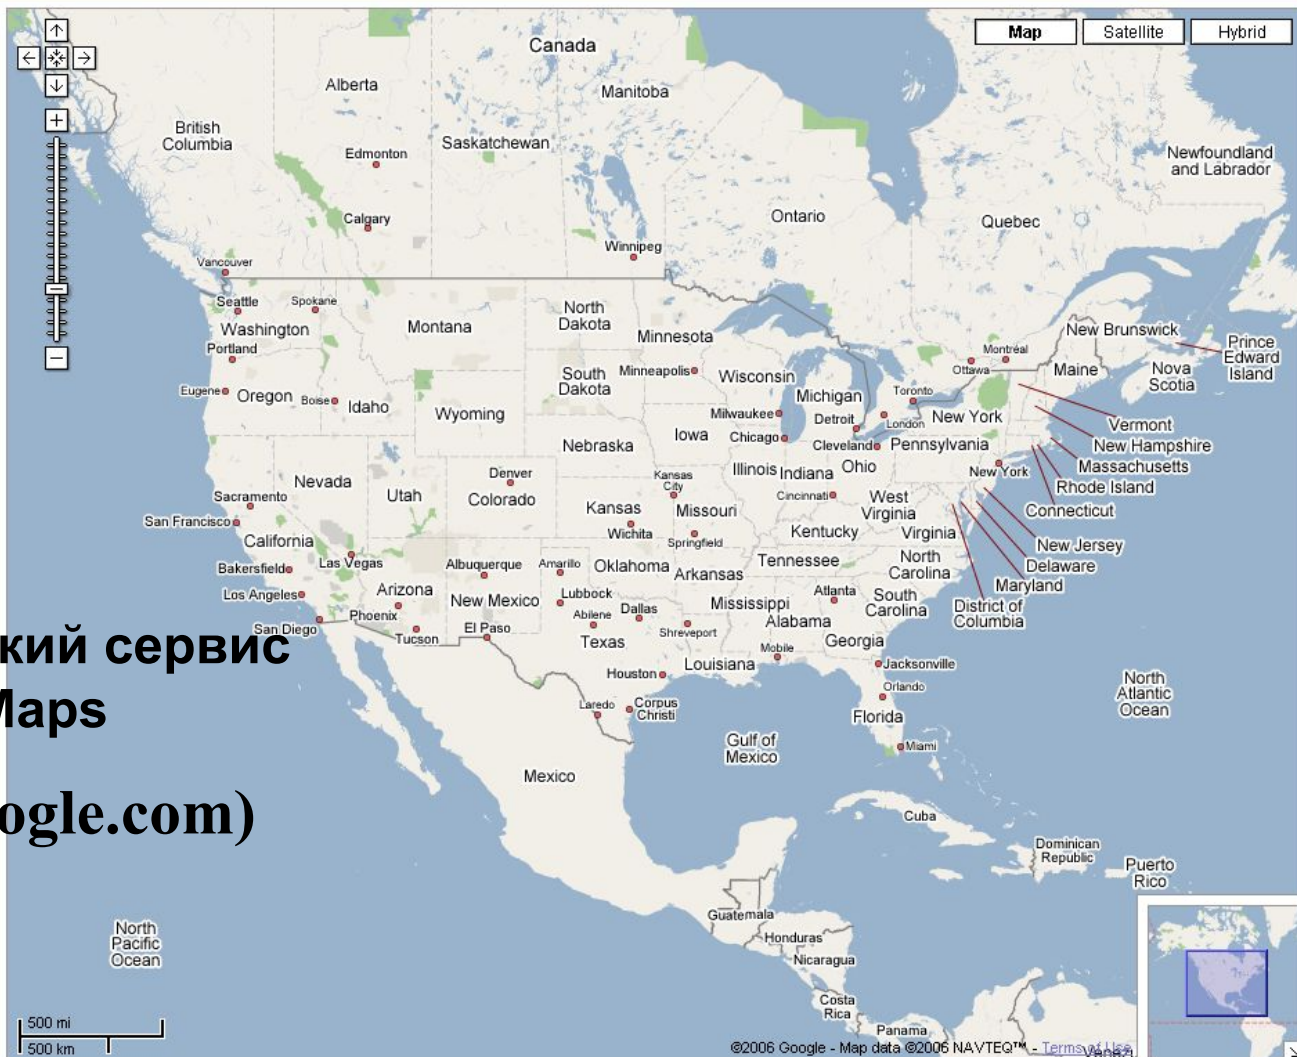 Map
Satellite
Hybrid
Canada
Alberta
Manitoba
British
Columbia
Saskatchewan
Edmonton
Newfoundland
and Labrador
Calgary
Ontario
Quebec
Winnipeg
Vancouver
Seattle
Spokane
Washington
Montana
North
Dakota
Minnesota
New Brunswick
Prince
Edward
Island
Portland
Montréal
Ottawa
Maine
Nova
Scotia
Eugene
Oregon
Boise
Idaho
Wyoming
South
Dakota
Minneapolis
Wisconsin
Michigan
Toronto
Milwaukee
Detroit
London
New York
Vermont
Nebraska
Iowa
Chicago
Cleveland
Pennsylvania
New Hampshire
Massachusetts
Nevada
Utah
Denver
Colorado
Kansas
City
Illinois
Indiana
Ohio
New York
Rhode Island
Sacramento
Kansas
Missouri
Cincinnati
West
Virginia
Connecticut
San Francisco
California
Wichita
Springfield
Kentucky
Virginia
New Jersey
Bakersfield
Las Vegas
Albuquerque
Amarillo
Oklahoma
Arkansas
Tennessee
North
Carolina
Delaware
Maryland
Los Angeles
Arizona
New Mexico
Lubbock
Mississippi
Atlanta
South
Carolina
District of
Columbia
San Diego
Phoenix
Tucson
El Paso
Abilene
Dallas
Texas
Shreveport
Alabama
Georgia
кий сервис
Maps
ogle.com)
Houston
Louisiana
Mobile
Jacksonville
Orlando
Laredo
Corpus
Christi
Florida
North
Atlantic
Ocean
Gulf of
Mexico
Miami
Mexico
Cuba
Dominican
Republic
Puerto
Rico
Guatemala
Honduras
Nicaragua
North
Pacific
Ocean
Costa
Rica
Panama
500 mi
500 km
©2006 Google - Map data ©2006 NAVTEQ™ - Terms of Use